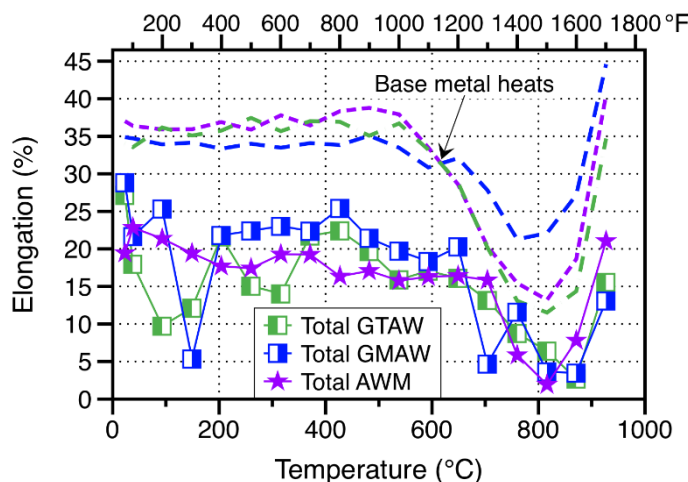 200 400 600 800 1000 1200 1400 1600 1800 °F
45
40
35
30
25
20
15
10
5
0
Elongation (%)
Base metal heats
Total GTAW
Total GMAW
Total AWM
0 200 400 600 800 1000
Temperature (°C)